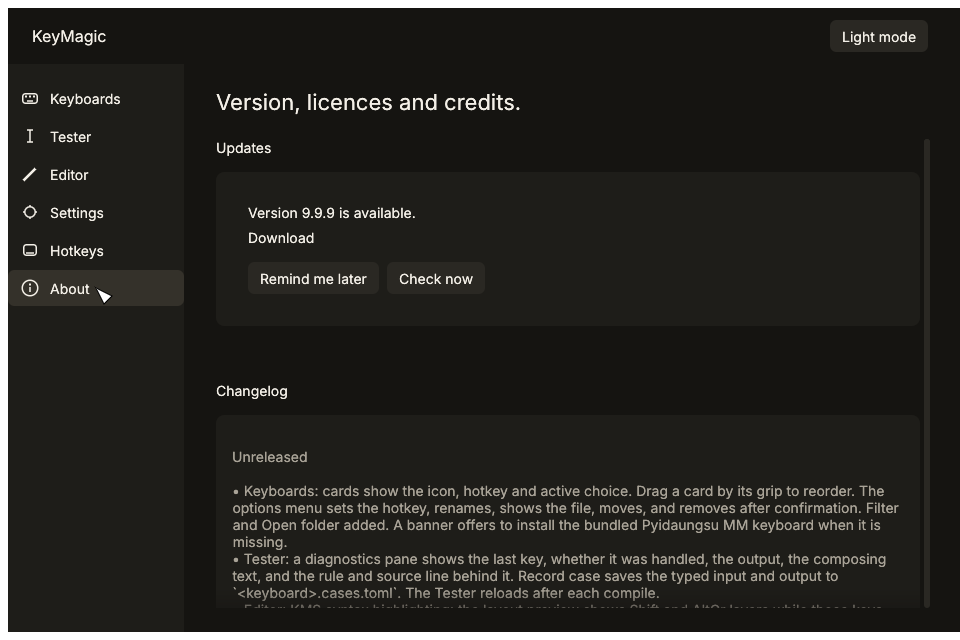 KeyMagic
Light mode
Keyboards
Tester
Editor
Settings
Hotkeys
About
Version, licences and credits.
Updates
Version 9.9.9 is available.
Download
Remind me later
Check now
Changelog
Unreleased
• Keyboards: cards show the icon, hotkey and active choice. Drag a card by its grip to reorder. The
options menu sets the hotkey, renames, shows the file, moves, and removes after confirmation. Filter
and Open folder added. A banner offers to install the bundled Pyidaungsu MM keyboard when it is
missing.
• Tester: a diagnostics pane shows the last key, whether it was handled, the output, the composing
text, and the rule and source line behind it. Record case saves the typed input and output to
`<keyboard>.cases.toml`. The Tester reloads after each compile.